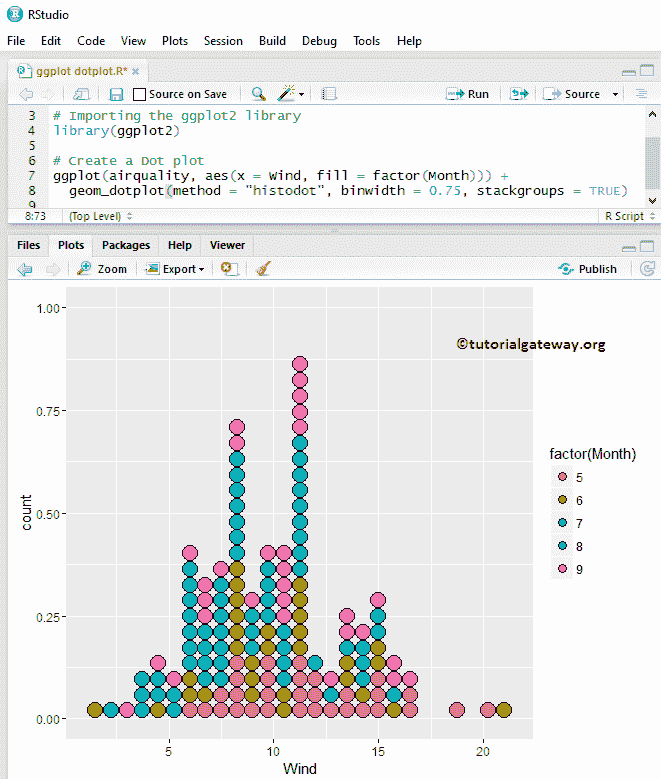 RStudio
File Edit Code View Plots Session Build Debug Tools Help
ggplot dotplot.R*
Source on Save Run Source
3 # Importing the ggplot2 library
4 library(ggplot2)
5
6 # Create a Dot plot
7 ggplot(airquality, aes(x = Wind, fill = factor(Month))) +
8 geom_dotplot(method = "histodot", binwidth = 0.75, stackgroups = TRUE)
9
8:73 (Top Level) R Script
Files Plots Packages Help Viewer
Zoom Export Publish
1.00
©tutorialgateway.org
0.75
factor(Month)
5
6
7
8
9
count
0.50
0.25
0.00
5 10 15 20
Wind